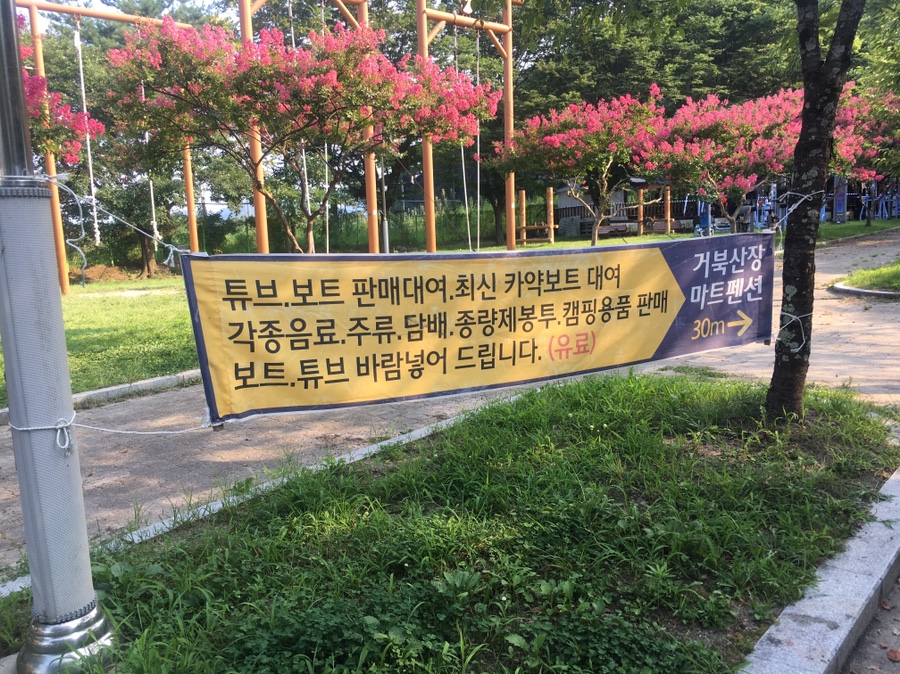 튜브.보트 판매대여.최신 카약보트 대여
각종음료.주류.담배.종량제봉투.캠핑용품 판매
보트.튜브 바람넣어 드립니다. (유료)
거북산장
마트펜션
30m→